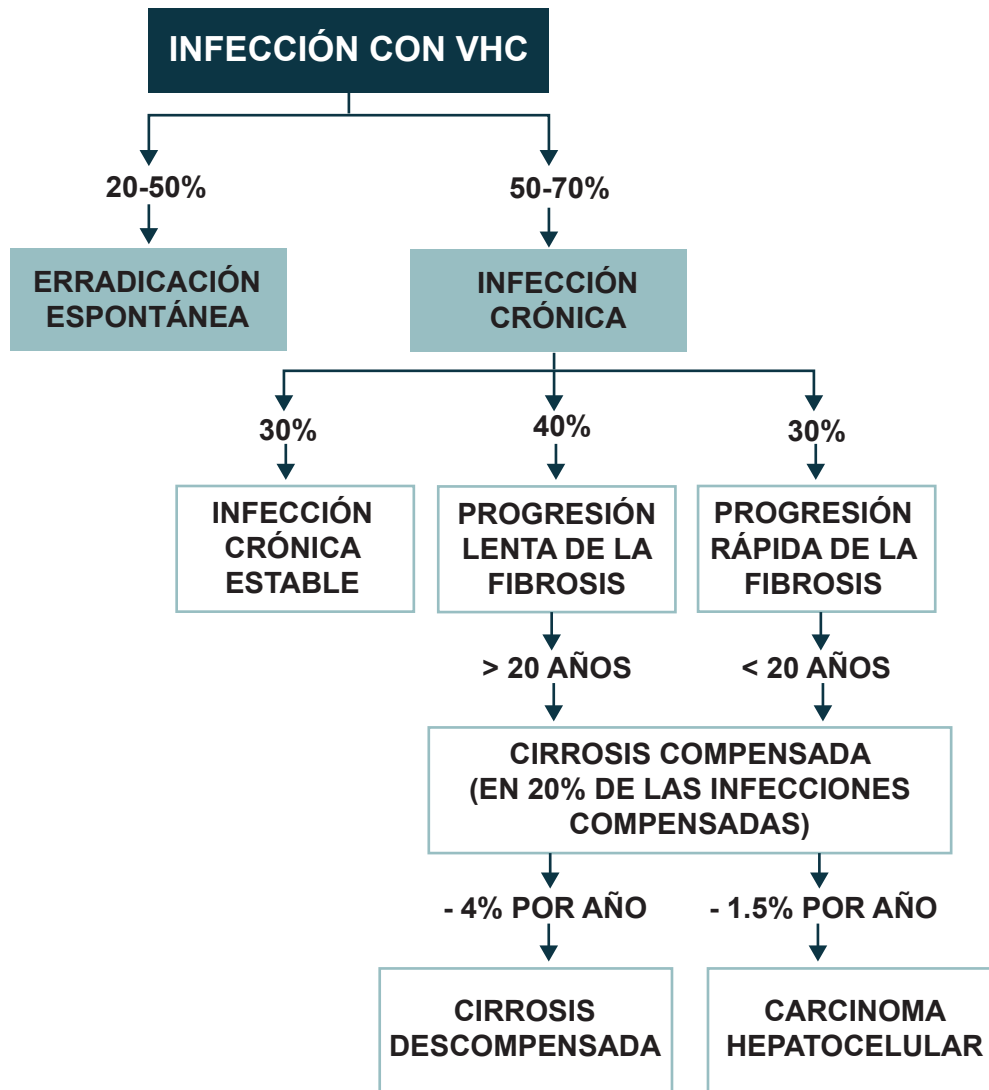 INFECCIÓN CON VHC
20-50%
50-70%
ERRADICACIÓN
ESPONTÁNEA
INFECCIÓN
CRÓNICA
30%
40%
30%
INFECCIÓN
CRÓNICA
ESTABLE
PROGRESIÓN
LENTA DE LA
FIBROSIS
PROGRESIÓN
RÁPIDA DE LA
FIBROSIS
> 20 AÑOS
< 20 AÑOS
CIRROSIS COMPENSADA
(EN 20% DE LAS INFECCIONES
COMPENSADAS)
- 4% POR AÑO
- 1.5% POR AÑO
CIRROSIS
DESCOMPENSADA
CARCINOMA
HEPATOCELULAR